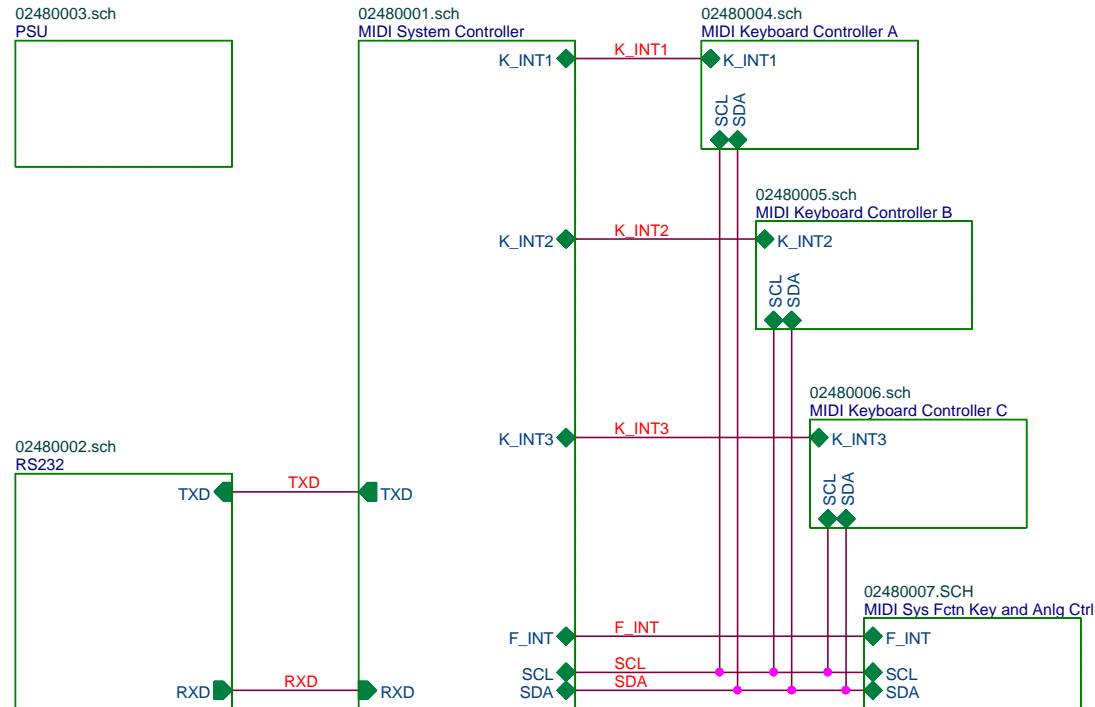 02480003.sch
PSU
02480001.sch
MIDI System Controller
02480004.sch
MIDI Keyboard Controller A
K_INT1
K_INT1
K_INT1
SCL
SDA
02480005.sch
MIDI Keyboard Controller B
K_INT2
K_INT2
K_INT2
SCL
SDA
02480006.sch
MIDI Keyboard Controller C
K_INT3
K_INT3
K_INT3
SCL
SDA
02480002.sch
RS232
TXD
TXD
TXD
02480007.SCH
MIDI Sys Fctn Key and Anlg Ctrl
F_INT
F_INT
F_INT
SCL
SCL
SCL
SDA
SDA
SDA
RXD
RXD
RXD